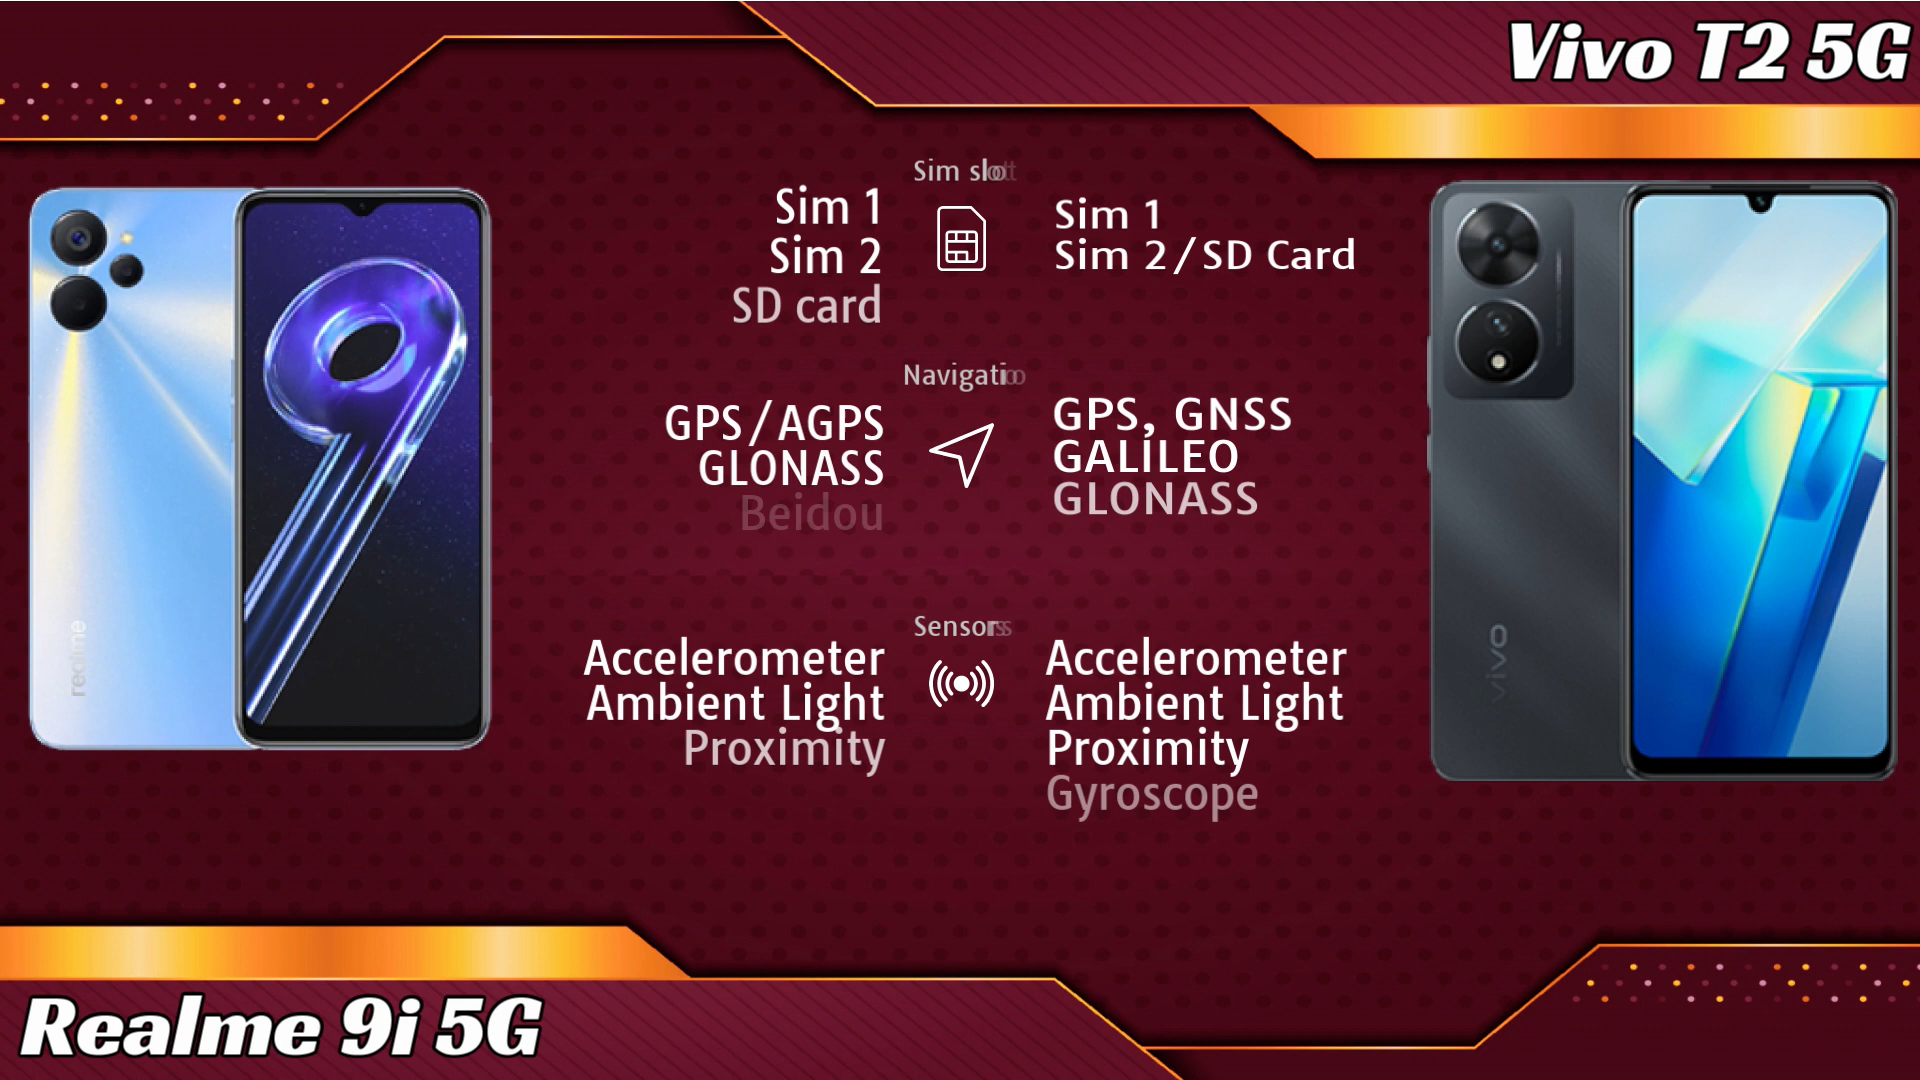 Vivo T2 5G
Sim slot
Sim 1
Sim 2
SD card
Sim 1
Sim 2/SD Card
Navigatio
GPS/AGPS
GLONASS
Beidou
GPS, GNSS
GALILEO
GLONASS
Sensors
Accelerometer
Ambient Light
Proximity
Accelerometer
Ambient Light
Proximity
Gyroscope
realme
vivo
Realme 9i 5G